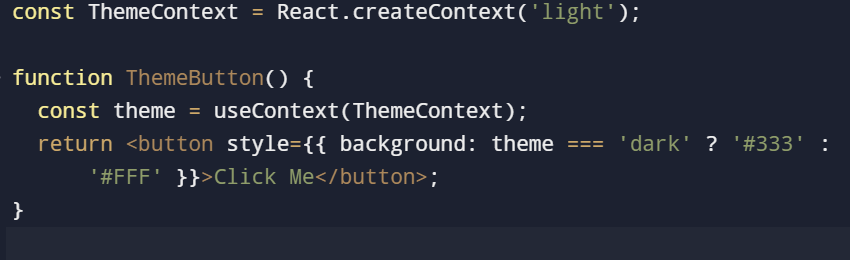 const ThemeContext = React.createContext('light');

function ThemeButton() {
  const theme = useContext(ThemeContext);
  return <button style={{ background: theme === 'dark' ? '#333' :
      '#FFF' }}>Click Me</button>;
}